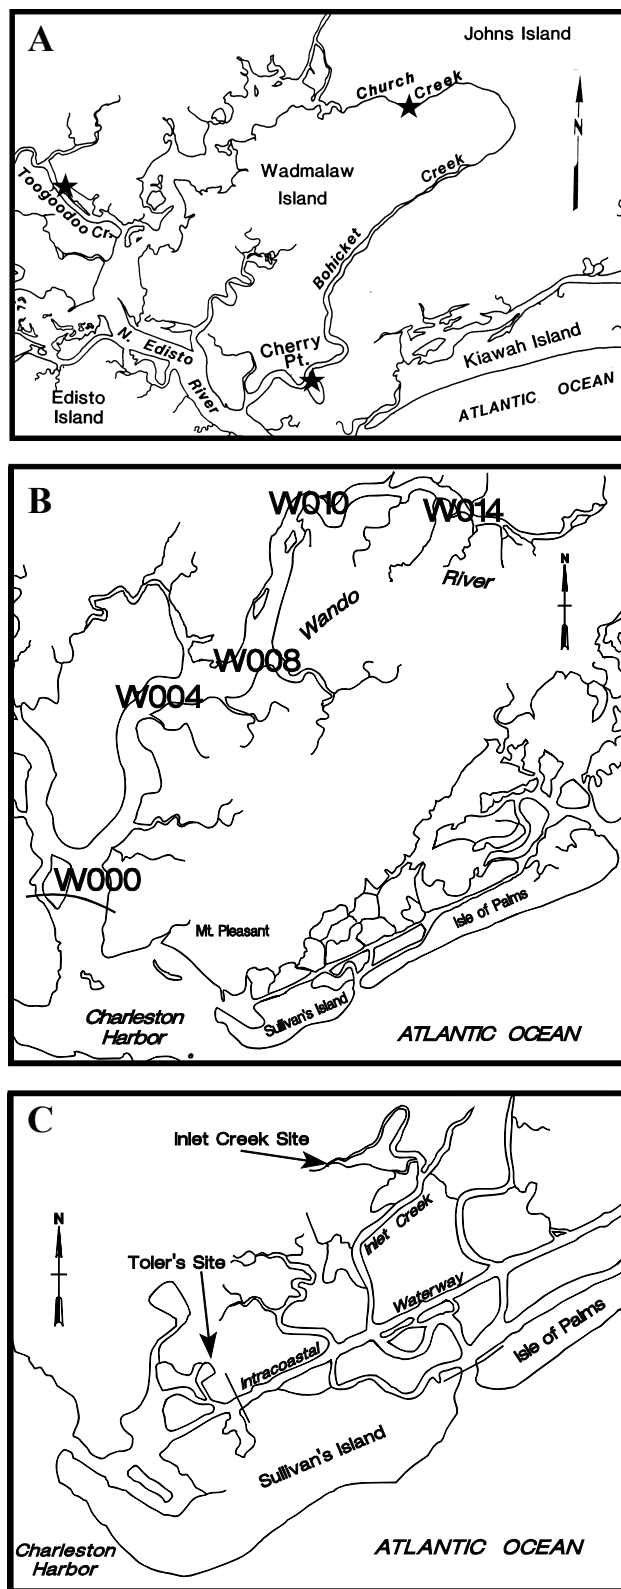 A
Johns Island
Church
Creek
N
Wadmalaw
Island
Creek
Toogoodoo Cr.
Bohicket
N. Edisto
River
Cherry
Pt.
Kiawah Island
Edisto
Island
ATLANTIC OCEAN
B
W010
W014
N
River
Wando
W008
W004
W000
Mt. Pleasant
Isle of Palms
Sullivan's Island
Charleston
Harbor
ATLANTIC OCEAN
C
Inlet Creek Site
N
Inlet Creek
Toler's Site
Waterway
Intracoastal
Isle of Palms
Sullivan's Island
Charleston
Harbor
ATLANTIC OCEAN